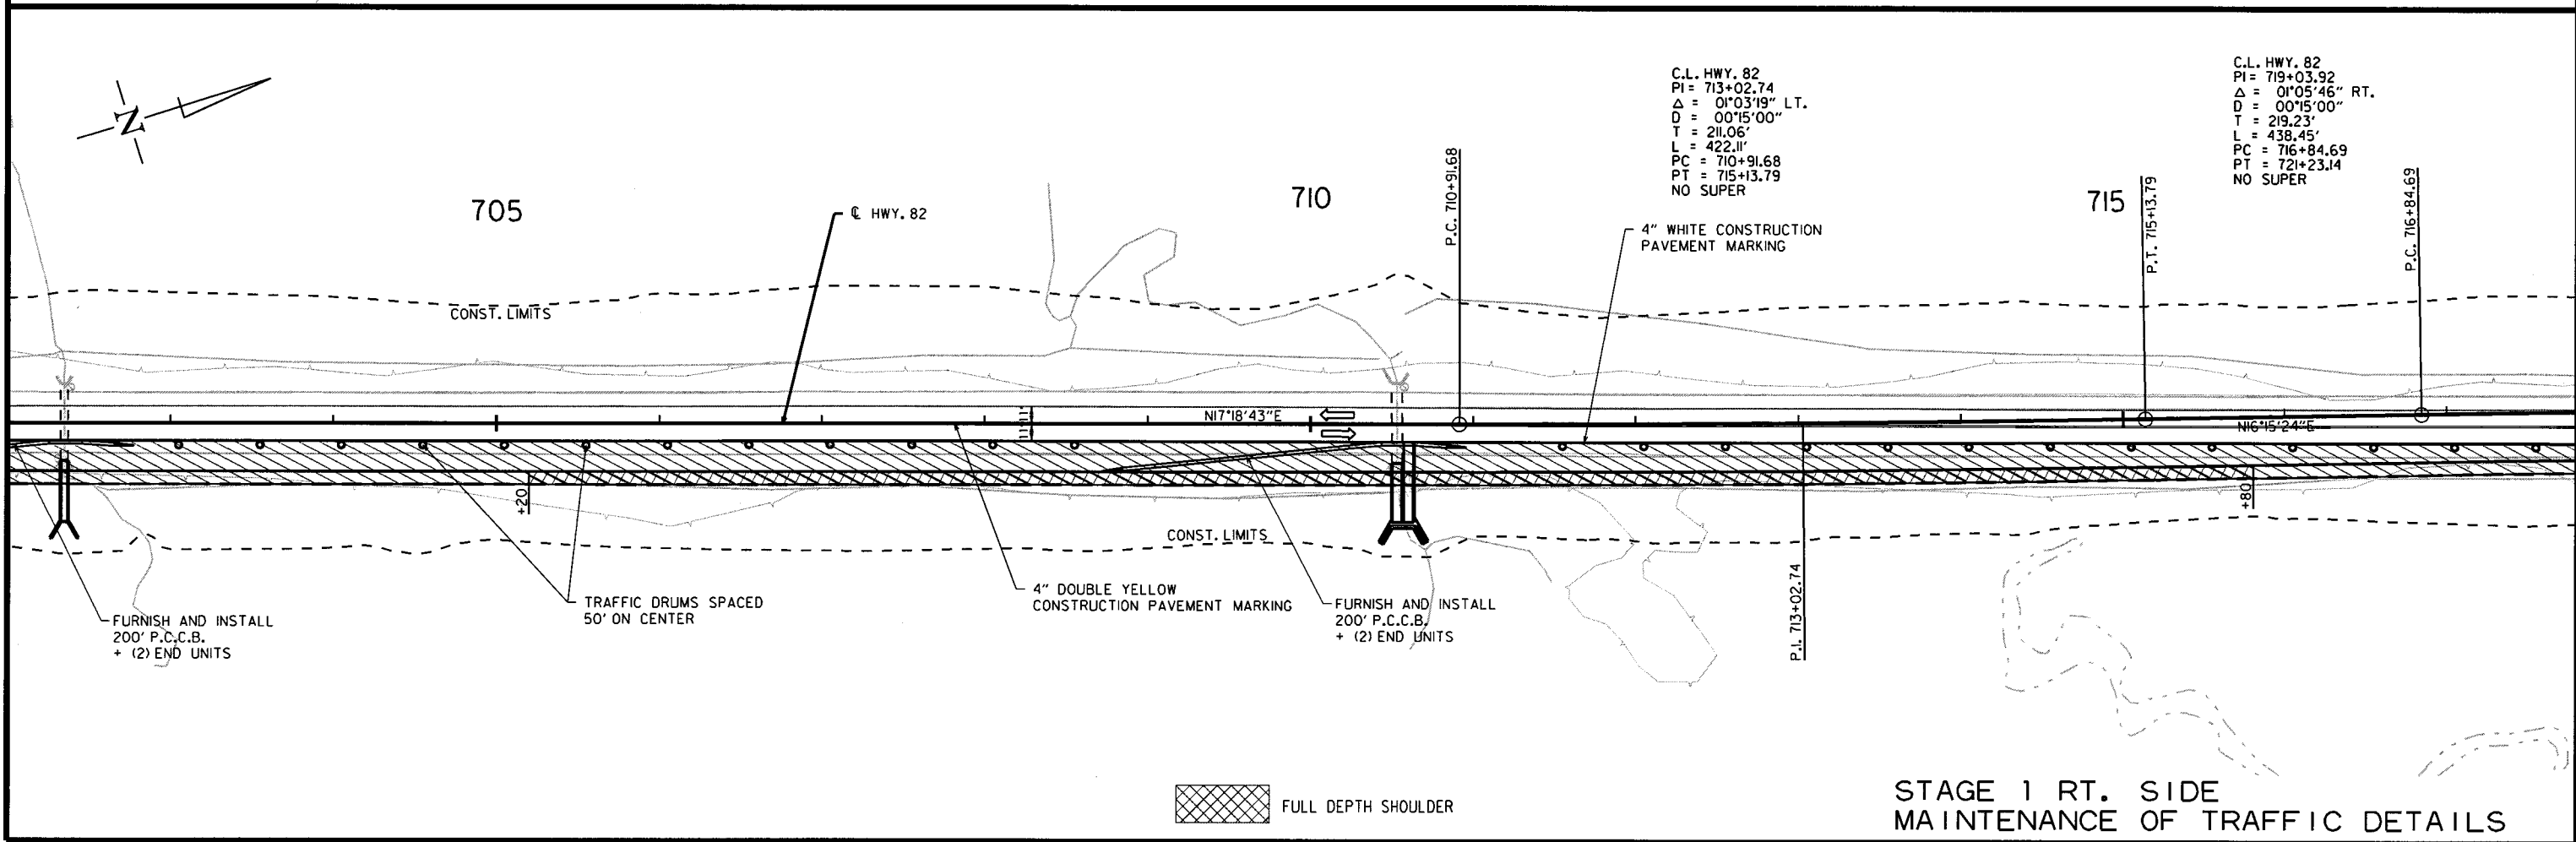 N
705
℄ HWY. 82
710
P.C. 710+91.68
C.L. HWY. 82
PI= 713+02.74
Δ = 01°03'19" LT.
D = 00°15'00"
T = 211.06'
L = 422.11'
PC = 710+91.68
PT = 715+13.79
NO SUPER
4" WHITE CONSTRUCTION
PAVEMENT MARKING
715
P.T. 715+13.79
C.L. HWY. 82
PI= 719+03.92
Δ = 01°05'46" RT.
D = 00°15'00"
T = 219.23'
L = 438.45'
PC = 716+84.69
PT = 721+23.14
NO SUPER
P.C. 716+84.69
CONST. LIMITS
11'
11'
N17°18'43"E
N16°15'24"E
+20
+80
CONST. LIMITS
FURNISH AND INSTALL
200' P.C.C.B.
+ (2) END UNITS
TRAFFIC DRUMS SPACED
50' ON CENTER
4" DOUBLE YELLOW
CONSTRUCTION PAVEMENT MARKING
FURNISH AND INSTALL
200' P.C.C.B.
+ (2) END UNITS
P.I. 713+02.74
FULL DEPTH SHOULDER
STAGE 1 RT. SIDE
MAINTENANCE OF TRAFFIC DETAILS